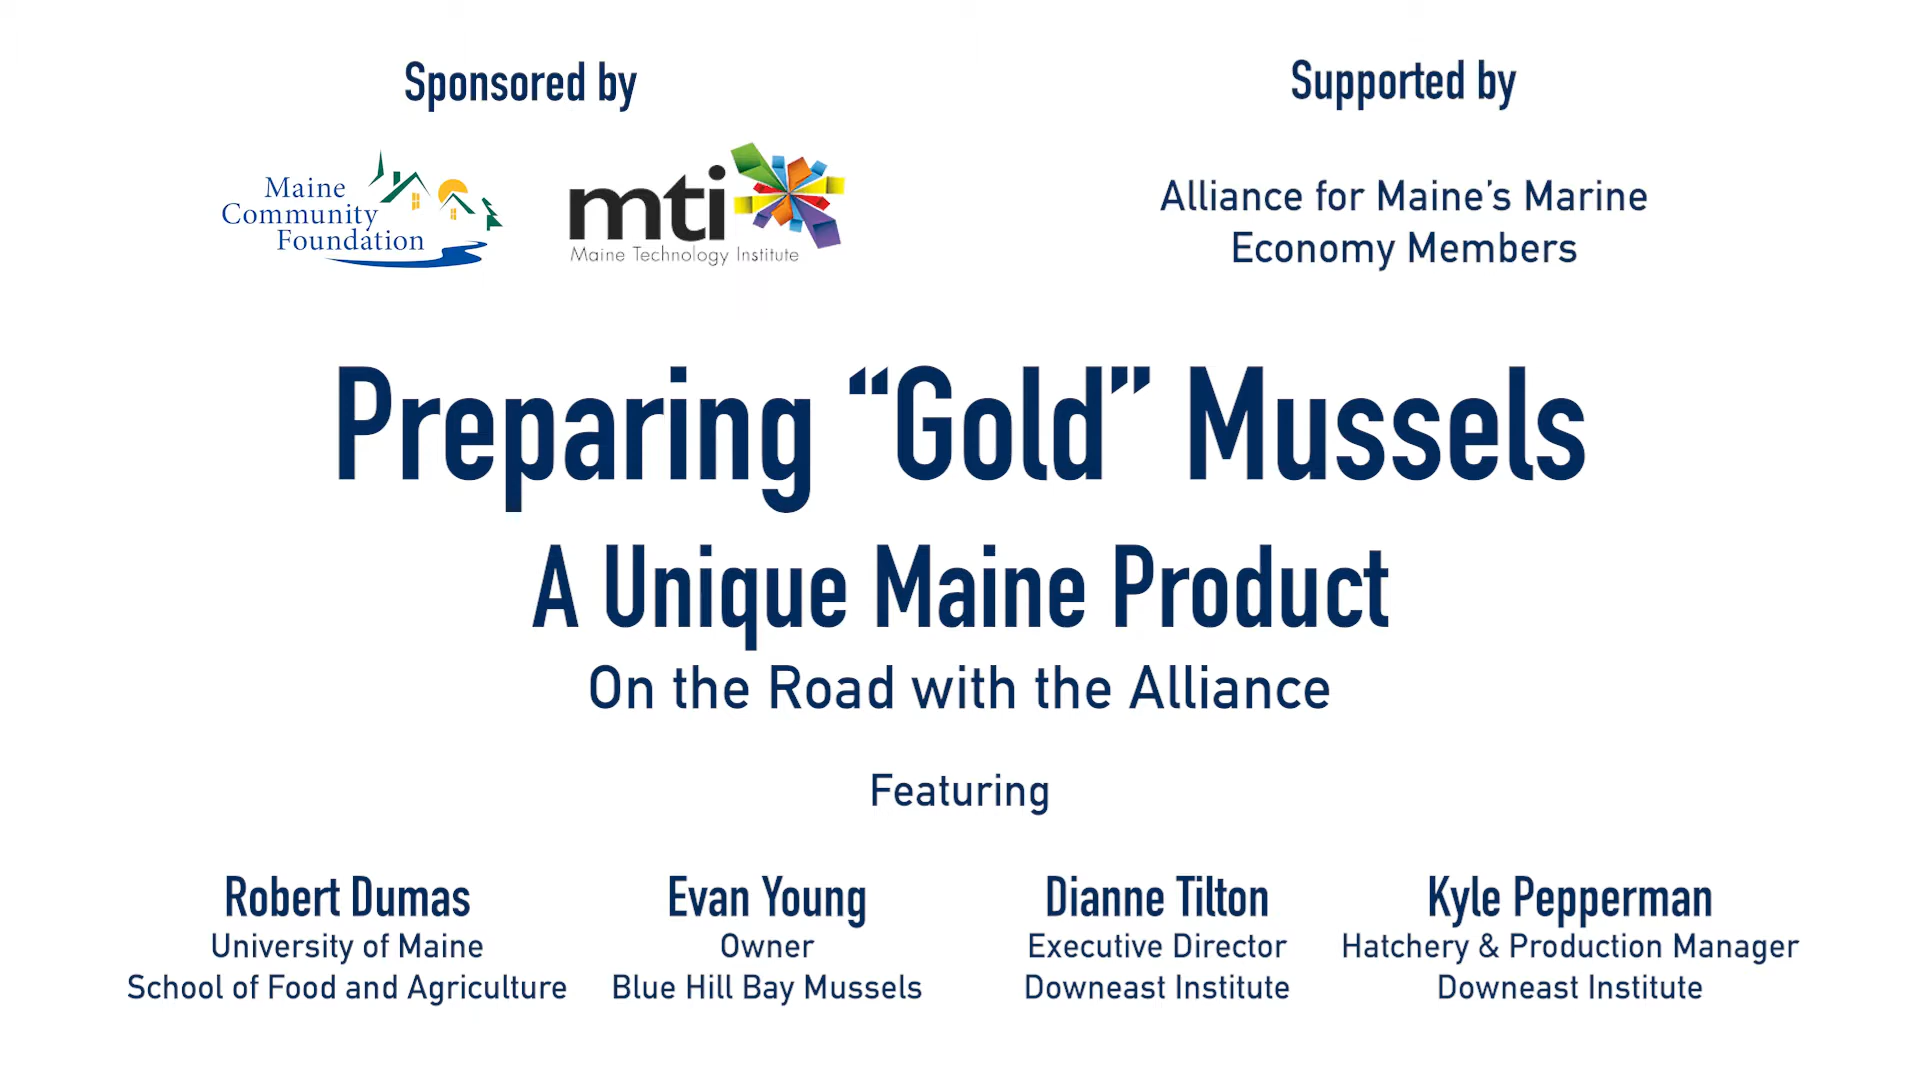 Sponsored by
Maine
Community
Foundation
mti
Maine Technology Institute
Supported by
Alliance for Maine’s Marine
Economy Members
Preparing “Gold” Mussels
A Unique Maine Product
On the Road with the Alliance
Featuring
Robert Dumas
University of Maine
School of Food and Agriculture
Evan Young
Owner
Blue Hill Bay Mussels
Dianne Tilton
Executive Director
Downeast Institute
Kyle Pepperman
Hatchery & Production Manager
Downeast Institute